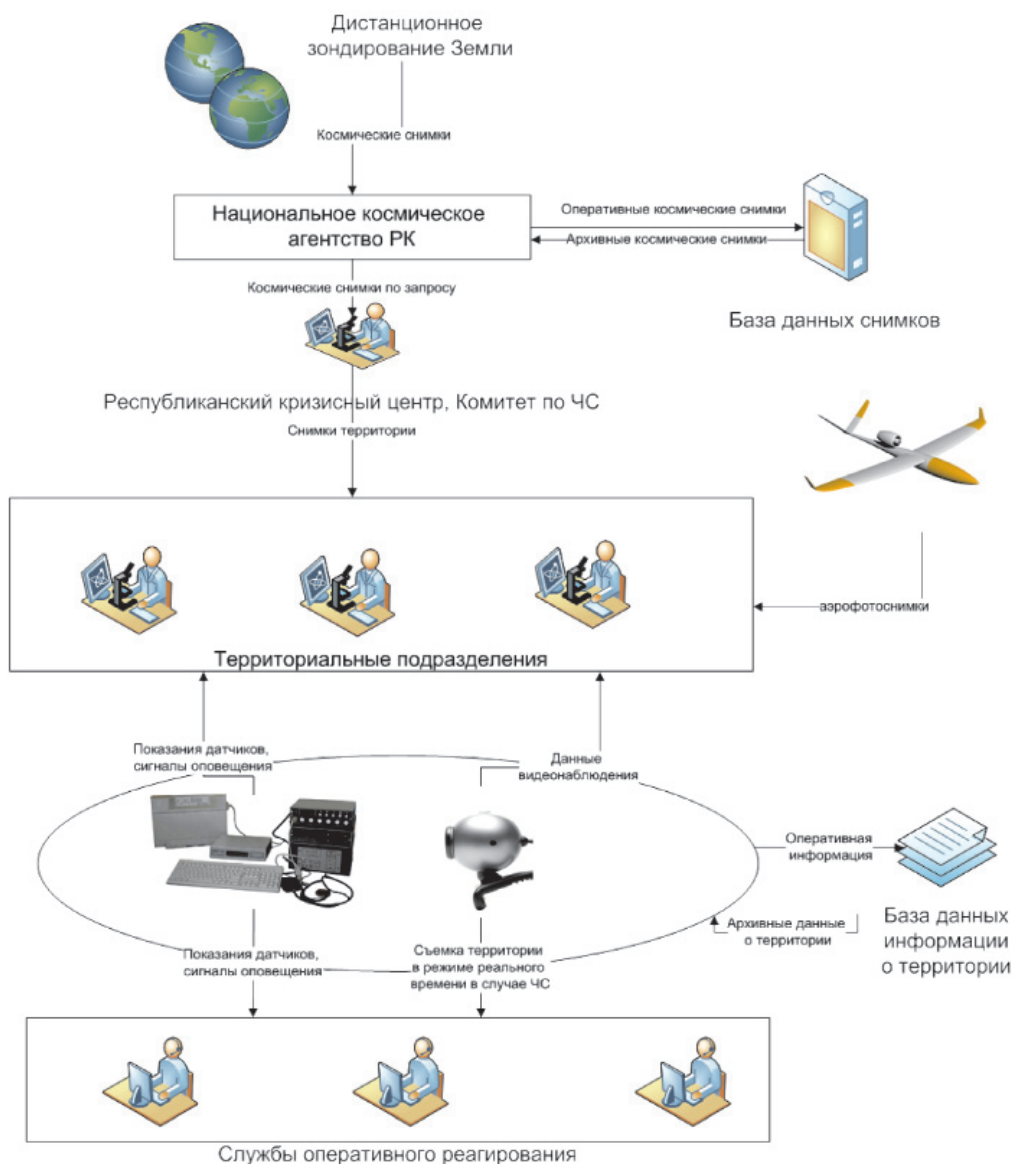 Дистанционное
зондирование Земли
Космические снимки
Национальное космическое
агентство РК
Оперативные космические снимки
Архивные космические снимки
Космические снимки по запросу
База данных снимков
Республиканский кризисный центр, Комитет по ЧС
Снимки территории
аэрофотоснимки
Территориальные подразделения
Показания датчиков,
сигналы оповещения
Данные
видеонаблюдения
Оперативная
информация
Архивные данные
о территории
База данных
информации
о территории
Показания датчиков,
сигналы оповещения
Съемка территории
в режиме реального
времени в случае ЧС
Службы оперативного реагирования